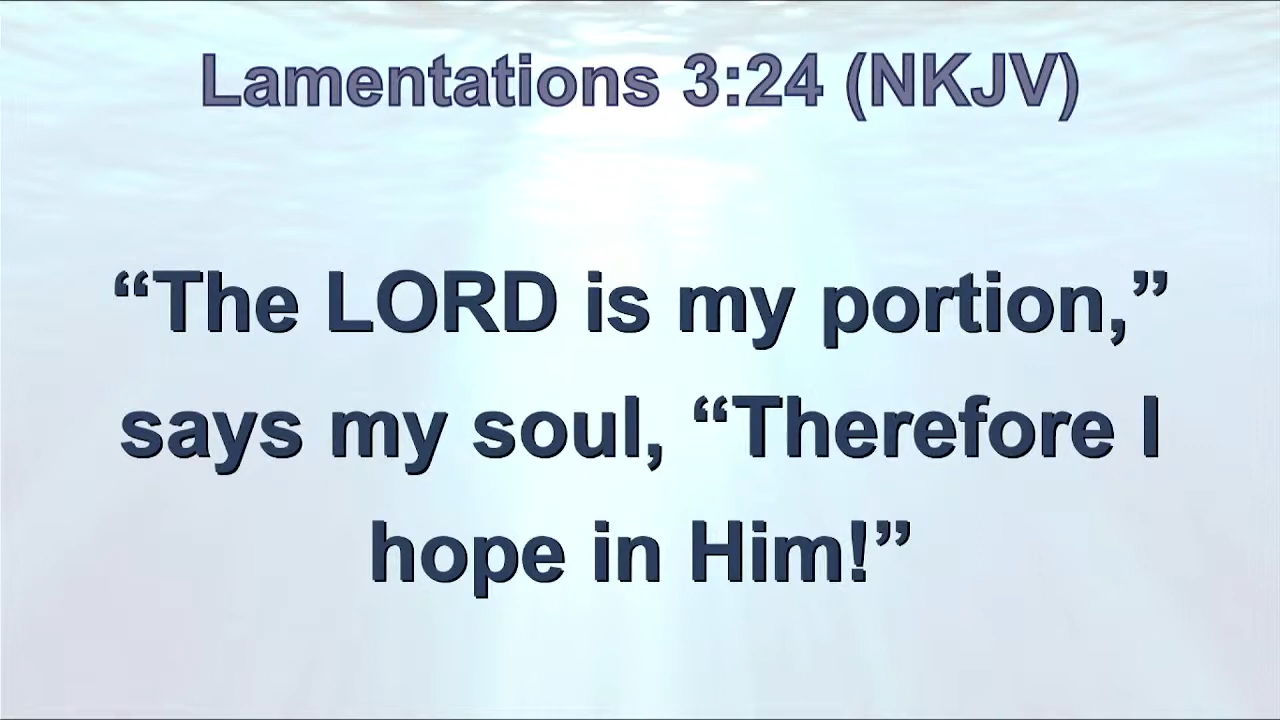 Lamentations 3:24 (NKJV)
“The LORD is my portion,”
says my soul, “Therefore I
hope in Him!”